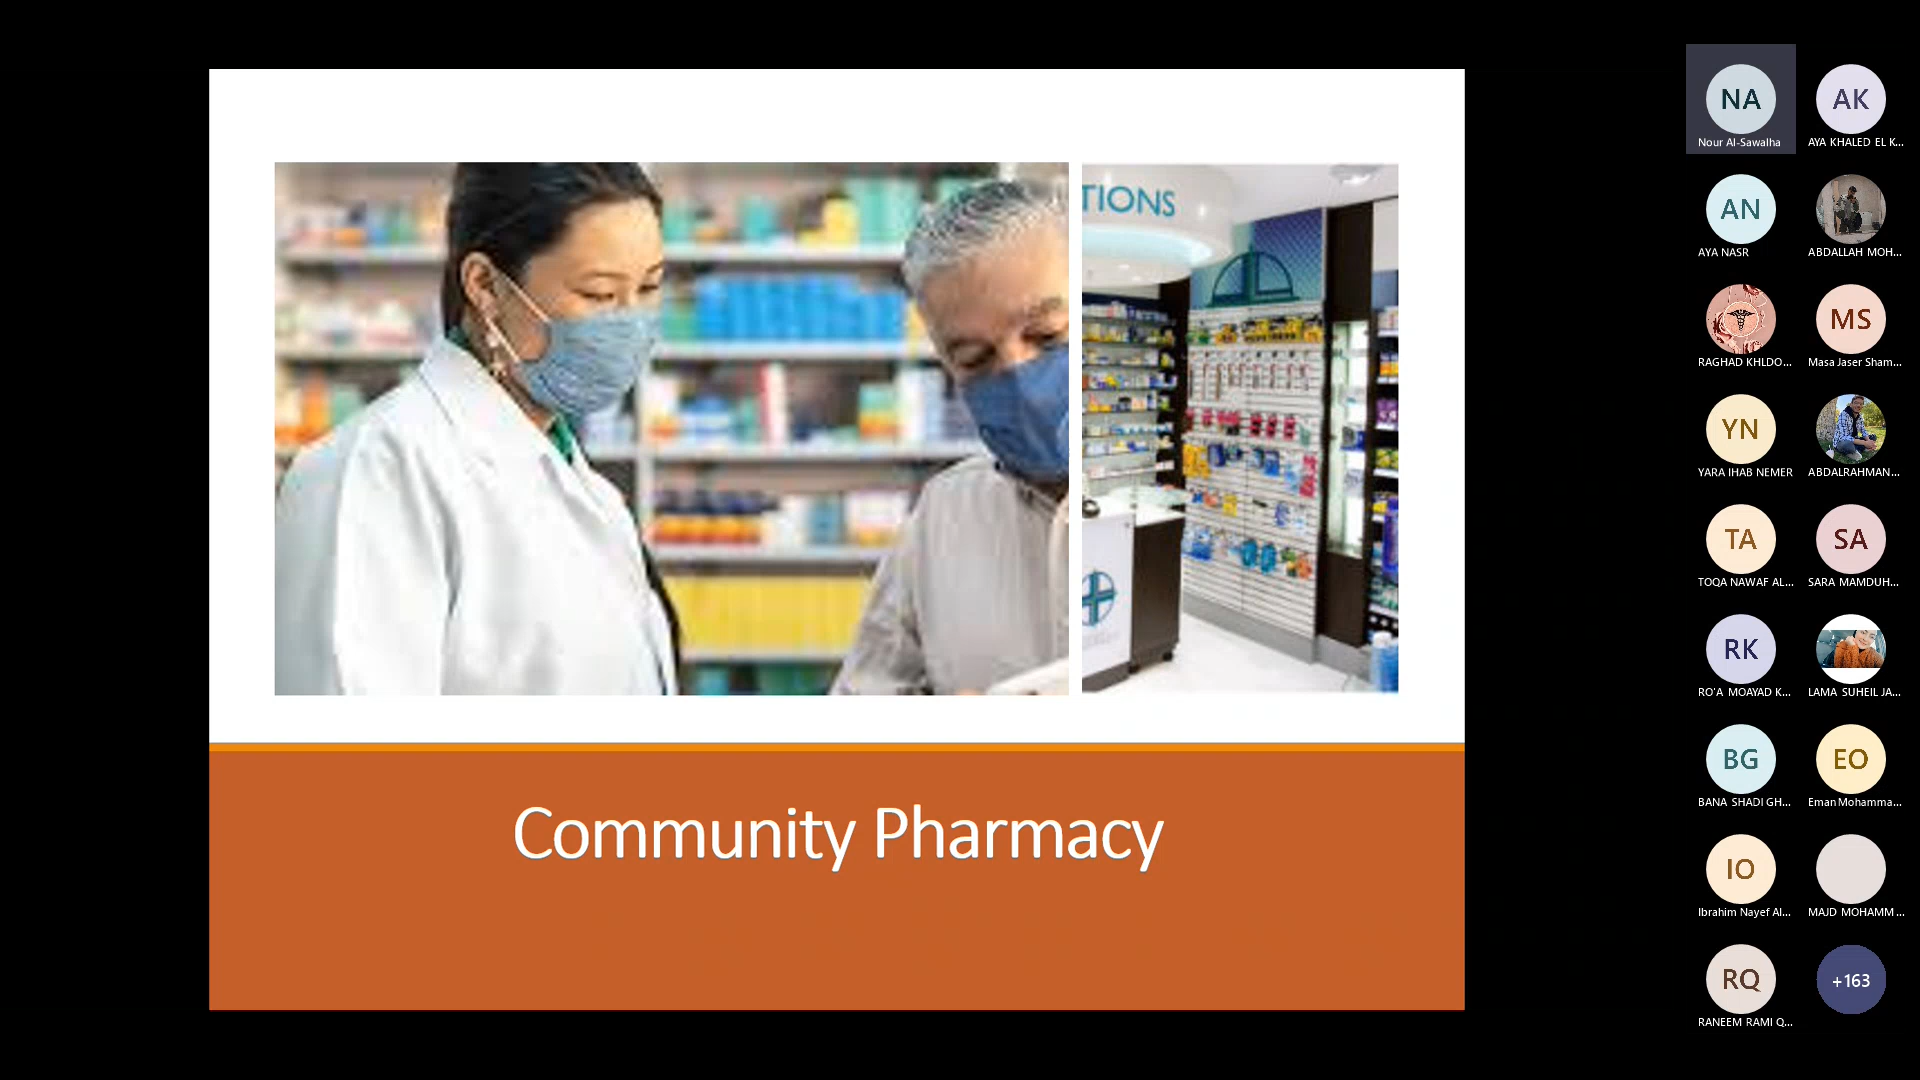 TIONS
Community Pharmacy
NA
Nour Al-Sawalha
AK
AYA KHALED EL K...
AN
AYA NASR
ABDALLAH MOH...
RAGHAD KHLDO...
MS
Masa Jaser Sham...
YN
YARA IHAB NEMER
ABDALRAHMAN...
TA
TOQA NAWAF AL...
SA
SARA MAMDUH...
RK
RO'A MOAYAD K...
LAMA SUHEIL JA...
BG
BANA SHADI GH...
EO
Eman Mohamma...
IO
Ibrahim Nayef Al...
MAJD MOHAMM...
RQ
RANEEM RAMI Q...
+163